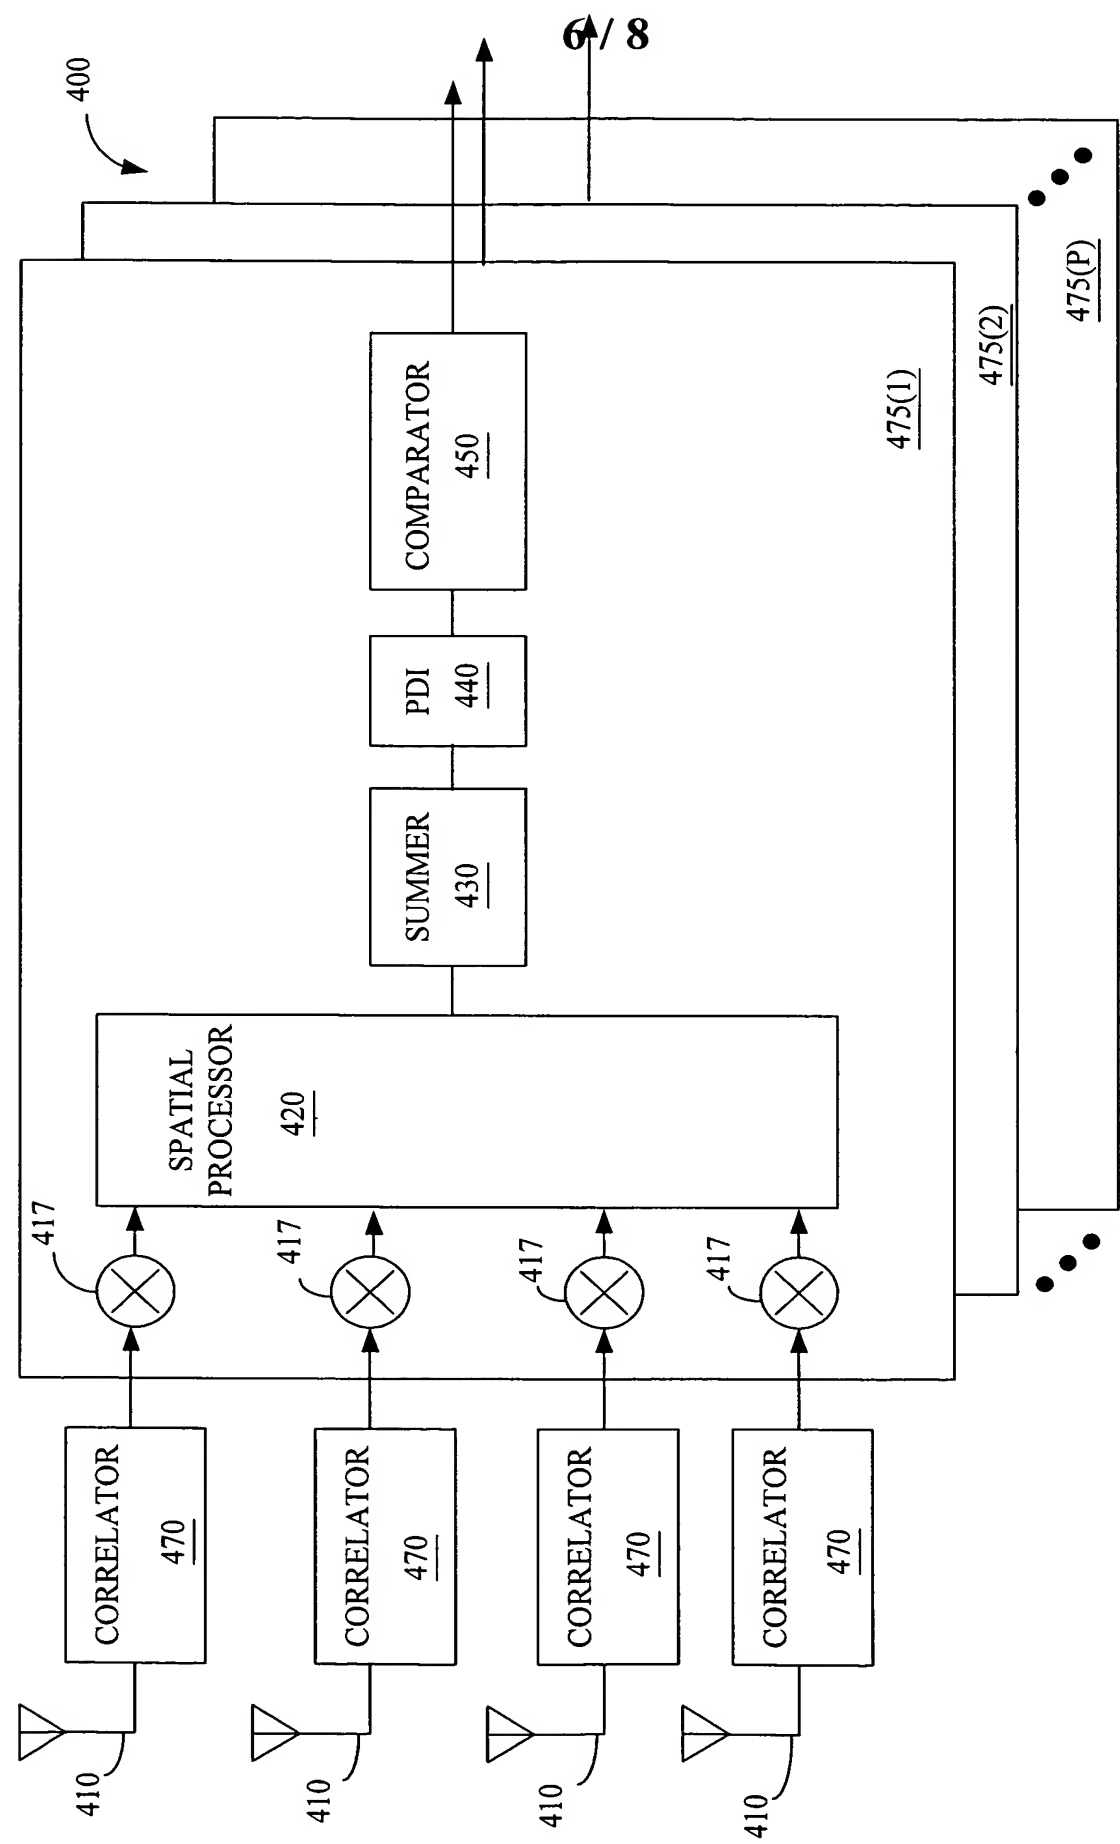 6 / 8
400
410
CORRELATOR
470
417
410
CORRELATOR
470
417
410
CORRELATOR
470
417
410
CORRELATOR
470
417
SPATIAL
PROCESSOR
420
SUMMER
430
PDI
440
COMPARATOR
450
475(1)
475(2)
475(P)